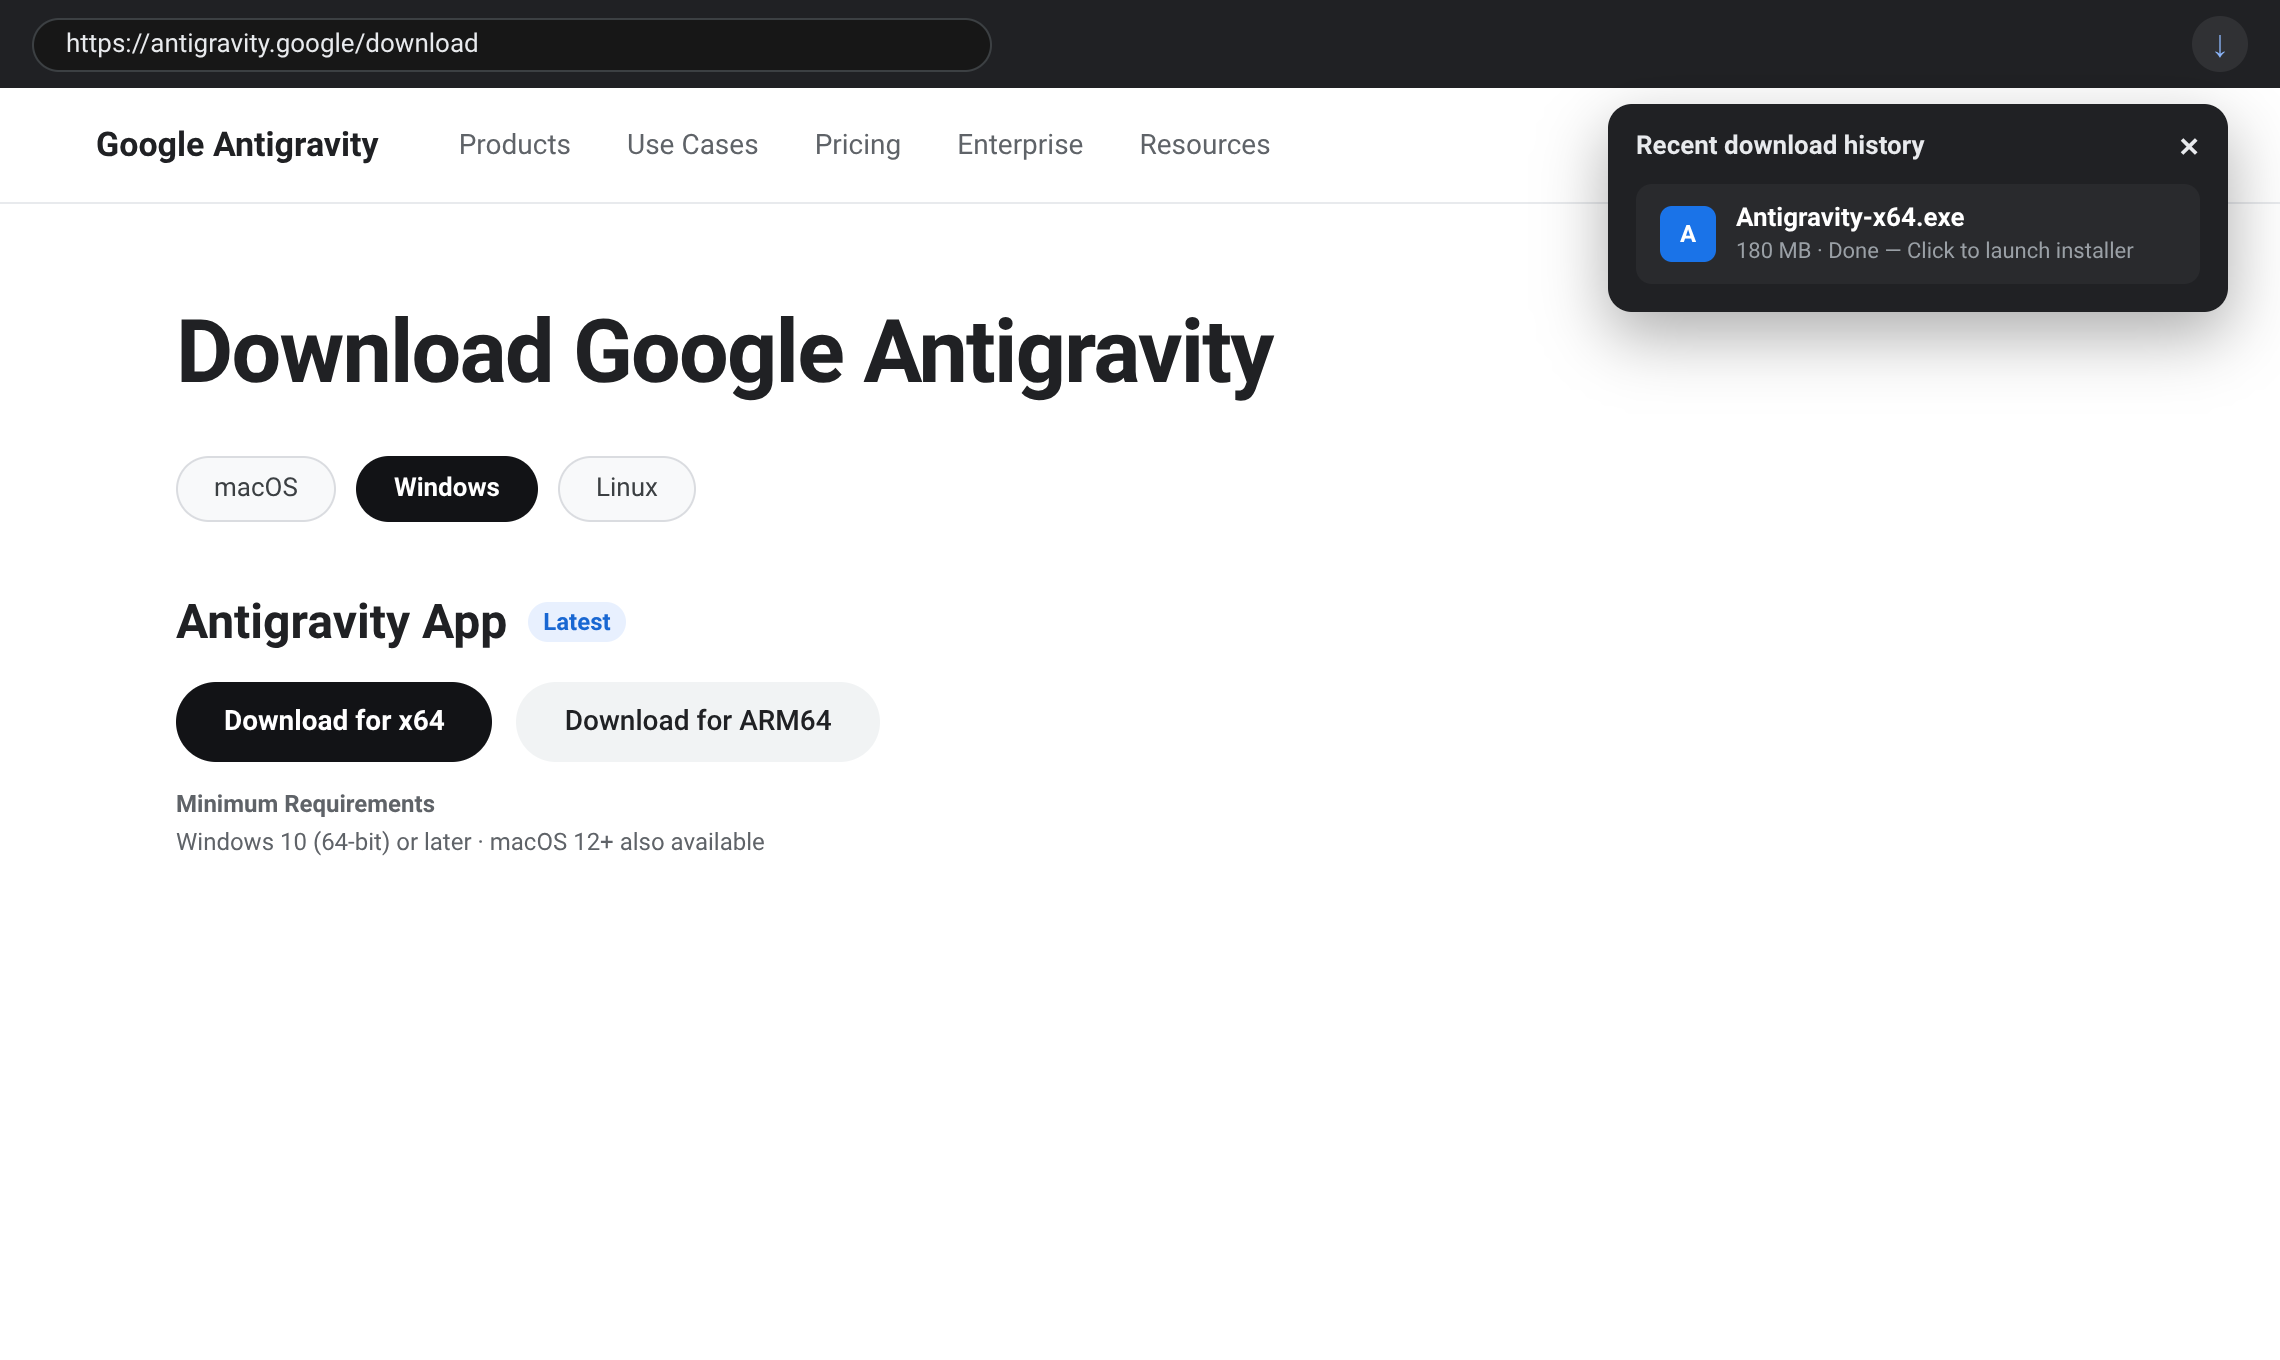 https://antigravity.google/download
↓
Google Antigravity Products Use Cases Pricing Enterprise Resources
Recent download history ×
A
Antigravity-x64.exe
180 MB · Done — Click to launch installer
Download Google Antigravity
macOS Windows Linux
Antigravity App Latest
Download for x64 Download for ARM64
Minimum Requirements
Windows 10 (64-bit) or later · macOS 12+ also available